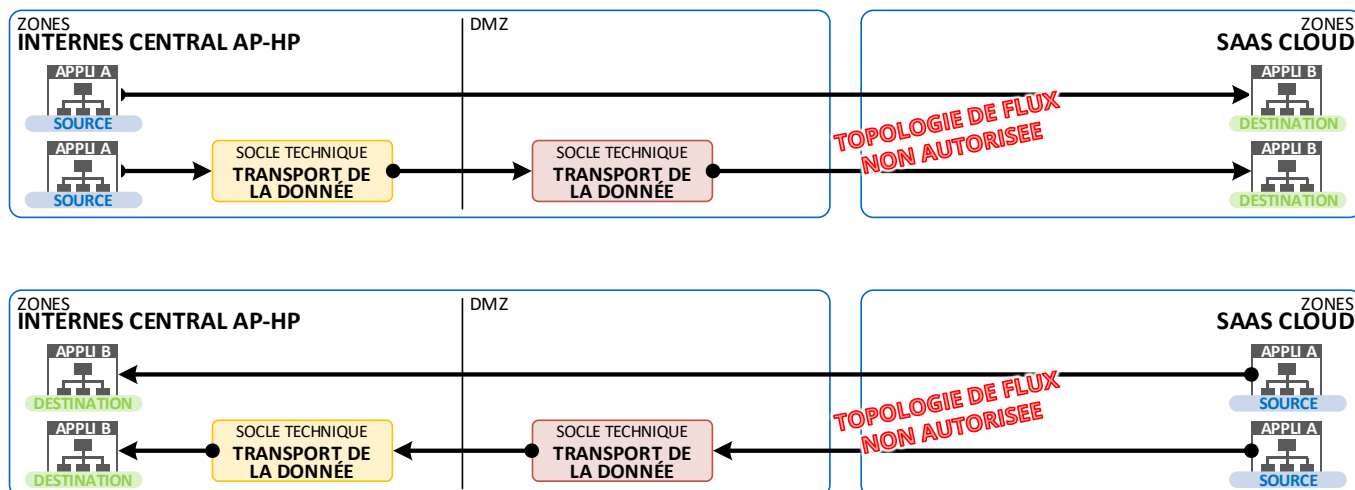 ZONES
INTERNES CENTRAL AP-HP
DMZ
ZONES
SAAS CLOUD
APPLI A
SOURCE
APPLI B
DESTINATION
TOPOLOGIE DE FLUX
NON AUTORISEE
APPLI A
SOURCE
SOCLE TECHNIQUE
TRANSPORT DE
LA DONNÉE
SOCLE TECHNIQUE
TRANSPORT DE
LA DONNÉE
APPLI B
DESTINATION
ZONES
INTERNES CENTRAL AP-HP
DMZ
ZONES
SAAS CLOUD
APPLI B
DESTINATION
APPLI A
SOURCE
TOPOLOGIE DE FLUX
NON AUTORISEE
APPLI B
DESTINATION
SOCLE TECHNIQUE
TRANSPORT DE
LA DONNÉE
SOCLE TECHNIQUE
TRANSPORT DE
LA DONNÉE
APPLI A
SOURCE